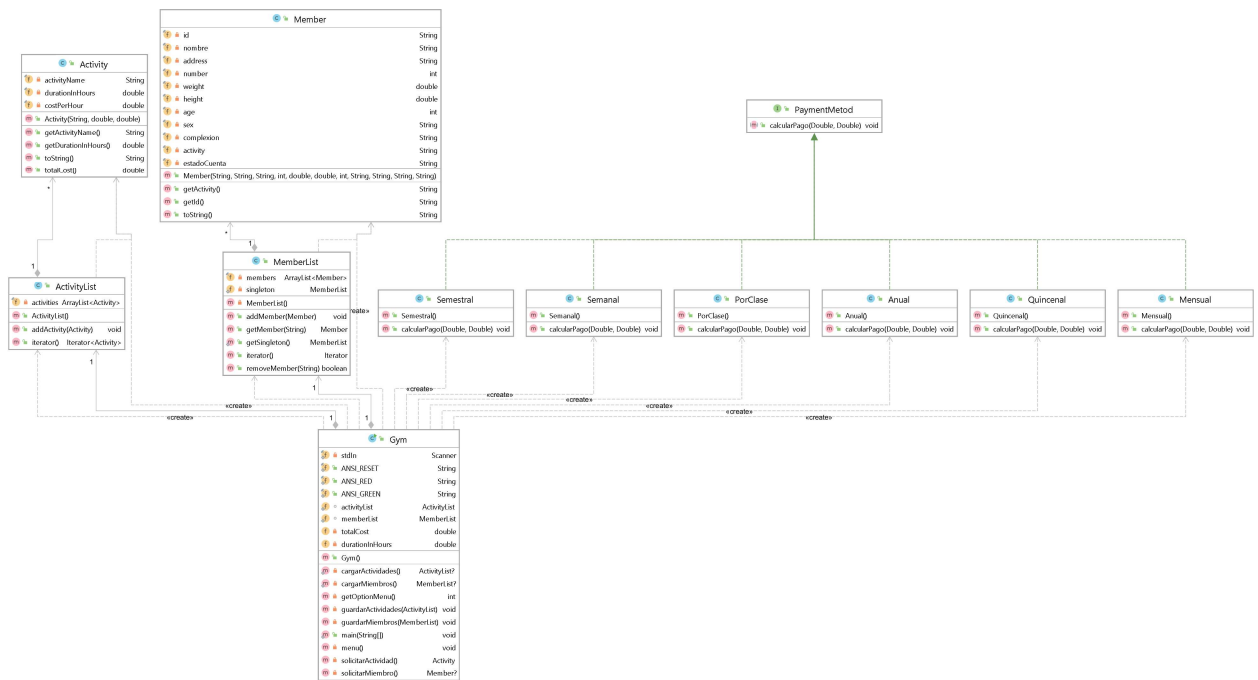 Member
id String
nombre String
address String
number int
weight double
height double
age int
sex String
complexion String
activity String
estadoCuenta String
Member(String, String, String, int, double, double, int, String, String, String, String)
getActivity() String
getId() String
toString() String
Activity
activityName String
durationInHours double
costPerHour double
Activity(String, double, double)
getActivityName() String
getDurationInHours() double
toString() String
totalCost() double
PaymentMetod
calcularPago(Double, Double) void
*
1
*
1
ActivityList
activities ArrayList<Activity>
ActivityList()
addActivity(Activity) void
iterator() Iterator<Activity>
1
MemberList
members ArrayList<Member>
singleton MemberList
MemberList()
addMember(Member) void
getMember(String) Member
getSingleton() MemberList
iterator() Iterator
removeMember(String) boolean
1
Semestral
Semestral()
calcularPago(Double, Double) void
Semanal
Semanal()
calcularPago(Double, Double) void
PorClase
PorClase()
calcularPago(Double, Double) void
Anual
Anual()
calcularPago(Double, Double) void
Quincenal
Quincenal()
calcularPago(Double, Double) void
Mensual
Mensual()
calcularPago(Double, Double) void
«create»
«create»
«create»
«create»
«create»
«create»
«create»
«create»
1
1
Gym
stdIn Scanner
ANSI_RESET String
ANSI_RED String
ANSI_GREEN String
activityList ActivityList
memberList MemberList
totalCost double
durationInHours double
Gym()
cargarActividades() ActivityList?
cargarMiembros() MemberList?
getOptionMenu() int
guardarActividades(ActivityList) void
guardarMiembros(MemberList) void
main(String[]) void
menu() void
solicitarActividad() Activity
solicitarMiembro() Member?